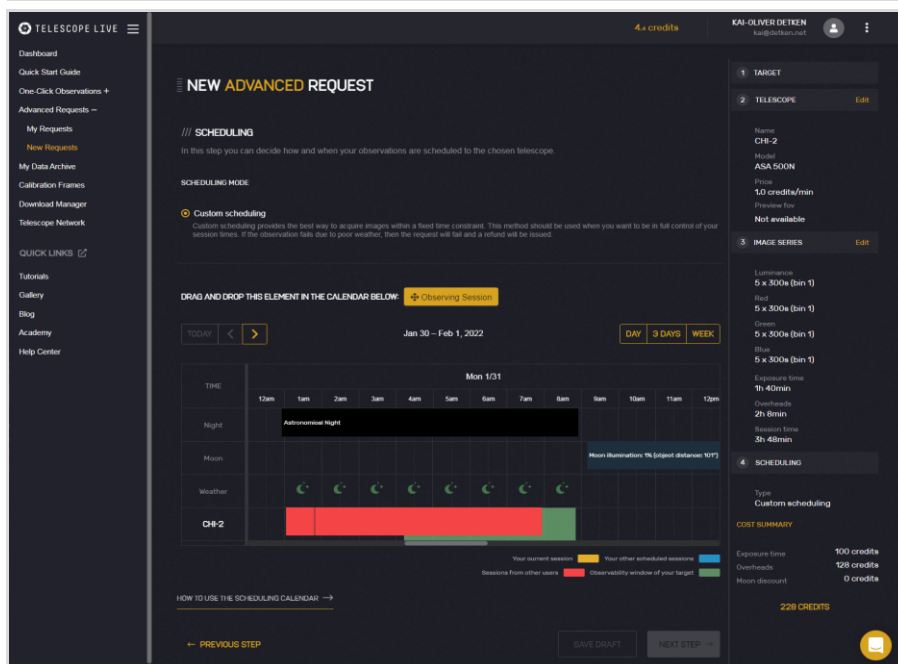 TELESCOPE LIVE
4.4 credits
KAI-OLIVER DETKEN
kai@detken.net
Dashboard
Quick Start Guide
One-Click Observations +
Advanced Requests –
My Requests
New Requests
My Data Archive
Calibration Frames
Download Manager
Telescope Network
QUICK LINKS
Tutorials
Gallery
Blog
Academy
Help Center
NEW ADVANCED REQUEST
/// SCHEDULING
In this step you can decide how and when your observations are scheduled to the chosen telescope.
SCHEDULING MODE
Custom scheduling
Custom scheduling provides the best way to acquire images within a fixed time constraint. This method should be used when you want to be in full control of your
session times. If the observation fails due to poor weather, then the request will fail and a refund will be issued.
DRAG AND DROP THIS ELEMENT IN THE CALENDAR BELOW: Observing Session
TODAY
Jan 30 – Feb 1, 2022
DAY 3 DAYS WEEK
TIME
Mon 1/31
12am 1am 2am 3am 4am 5am 6am 7am 8am 9am 10am 11am 12pm
Night
Astronomical Night
Moon
Moon illumination: 1% (object distance: 101°)
Weather
CHI-2
Your current session
Your other scheduled sessions
Sessions from other users
Observability window of your target
HOW TO USE THE SCHEDULING CALENDAR →
← PREVIOUS STEP
SAVE DRAFT
NEXT STEP →
1 TARGET
2 TELESCOPE Edit
Name
CHI-2
Model
ASA 500N
Price
1.0 credits/min
Preview fov
Not available
3 IMAGE SERIES Edit
Luminance
5 x 300s (bin 1)
Red
5 x 300s (bin 1)
Green
5 x 300s (bin 1)
Blue
5 x 300s (bin 1)
Exposure time
1h 40min
Overheads
2h 8min
Session time
3h 48min
4 SCHEDULING
Type
Custom scheduling
COST SUMMARY
Exposure time 100 credits
Overheads 128 credits
Moon discount 0 credits
228 CREDITS